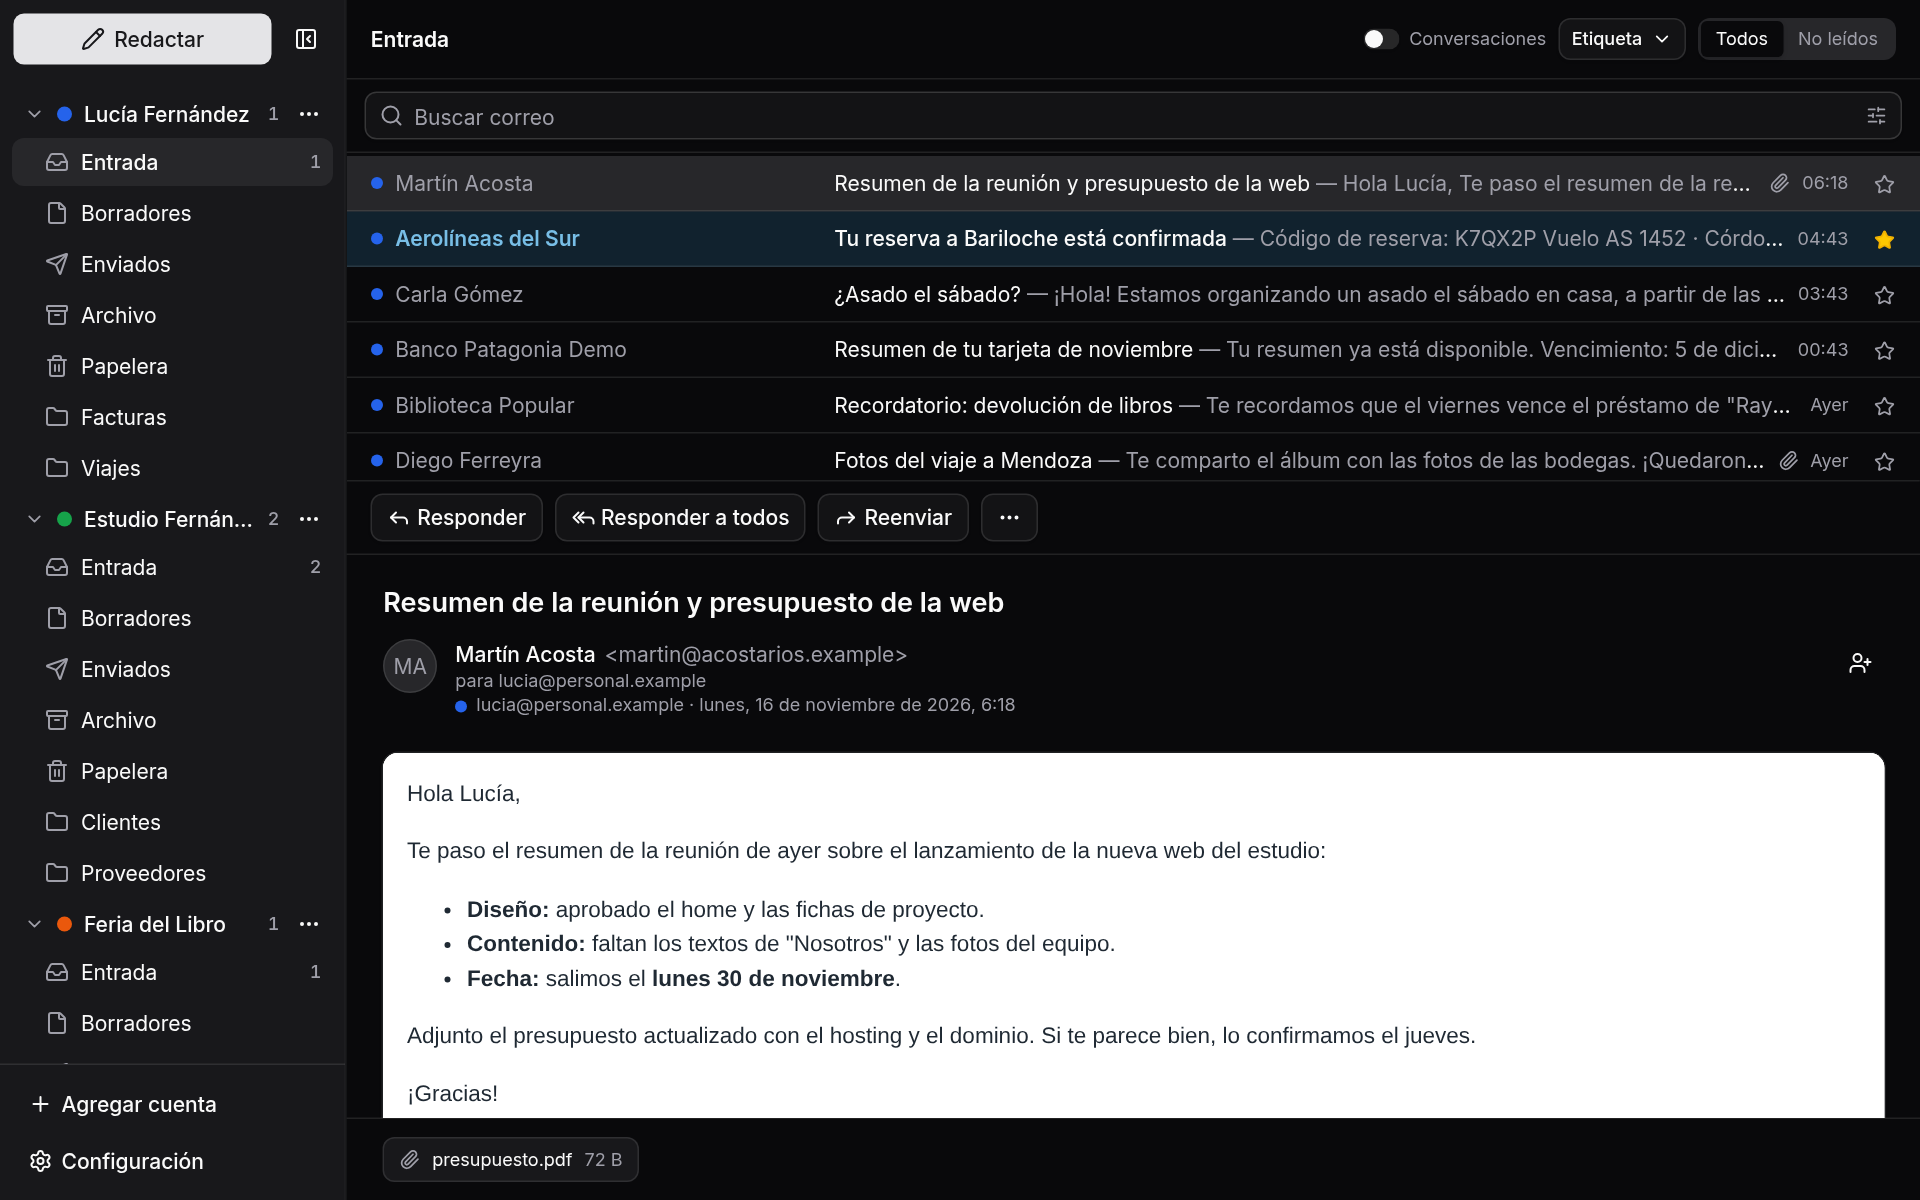 Redactar
Lucía Fernández 1
Entrada 1
Borradores
Enviados
Archivo
Papelera
Facturas
Viajes
Estudio Fernán... 2
Entrada 2
Borradores
Enviados
Archivo
Papelera
Clientes
Proveedores
Feria del Libro 1
Entrada 1
Borradores
Agregar cuenta
Configuración
Entrada
Conversaciones
Etiqueta
Todos
No leídos
Buscar correo
Martín Acosta Resumen de la reunión y presupuesto de la web — Hola Lucía, Te paso el resumen de la re... 06:18
Aerolíneas del Sur Tu reserva a Bariloche está confirmada — Código de reserva: K7QX2P Vuelo AS 1452 · Córdo... 04:43
Carla Gómez ¿Asado el sábado? — ¡Hola! Estamos organizando un asado el sábado en casa, a partir de las ... 03:43
Banco Patagonia Demo Resumen de tu tarjeta de noviembre — Tu resumen ya está disponible. Vencimiento: 5 de dici... 00:43
Biblioteca Popular Recordatorio: devolución de libros — Te recordamos que el viernes vence el préstamo de "Ray... Ayer
Diego Ferreyra Fotos del viaje a Mendoza — Te comparto el álbum con las fotos de las bodegas. ¡Quedaron... Ayer
Responder
Responder a todos
Reenviar
Resumen de la reunión y presupuesto de la web
MA
Martín Acosta <martin@acostarios.example>
para lucia@personal.example
lucia@personal.example · lunes, 16 de noviembre de 2026, 6:18
Hola Lucía,
Te paso el resumen de la reunión de ayer sobre el lanzamiento de la nueva web del estudio:
• Diseño: aprobado el home y las fichas de proyecto.
• Contenido: faltan los textos de "Nosotros" y las fotos del equipo.
• Fecha: salimos el lunes 30 de noviembre.
Adjunto el presupuesto actualizado con el hosting y el dominio. Si te parece bien, lo confirmamos el jueves.
¡Gracias!
presupuesto.pdf 72 B